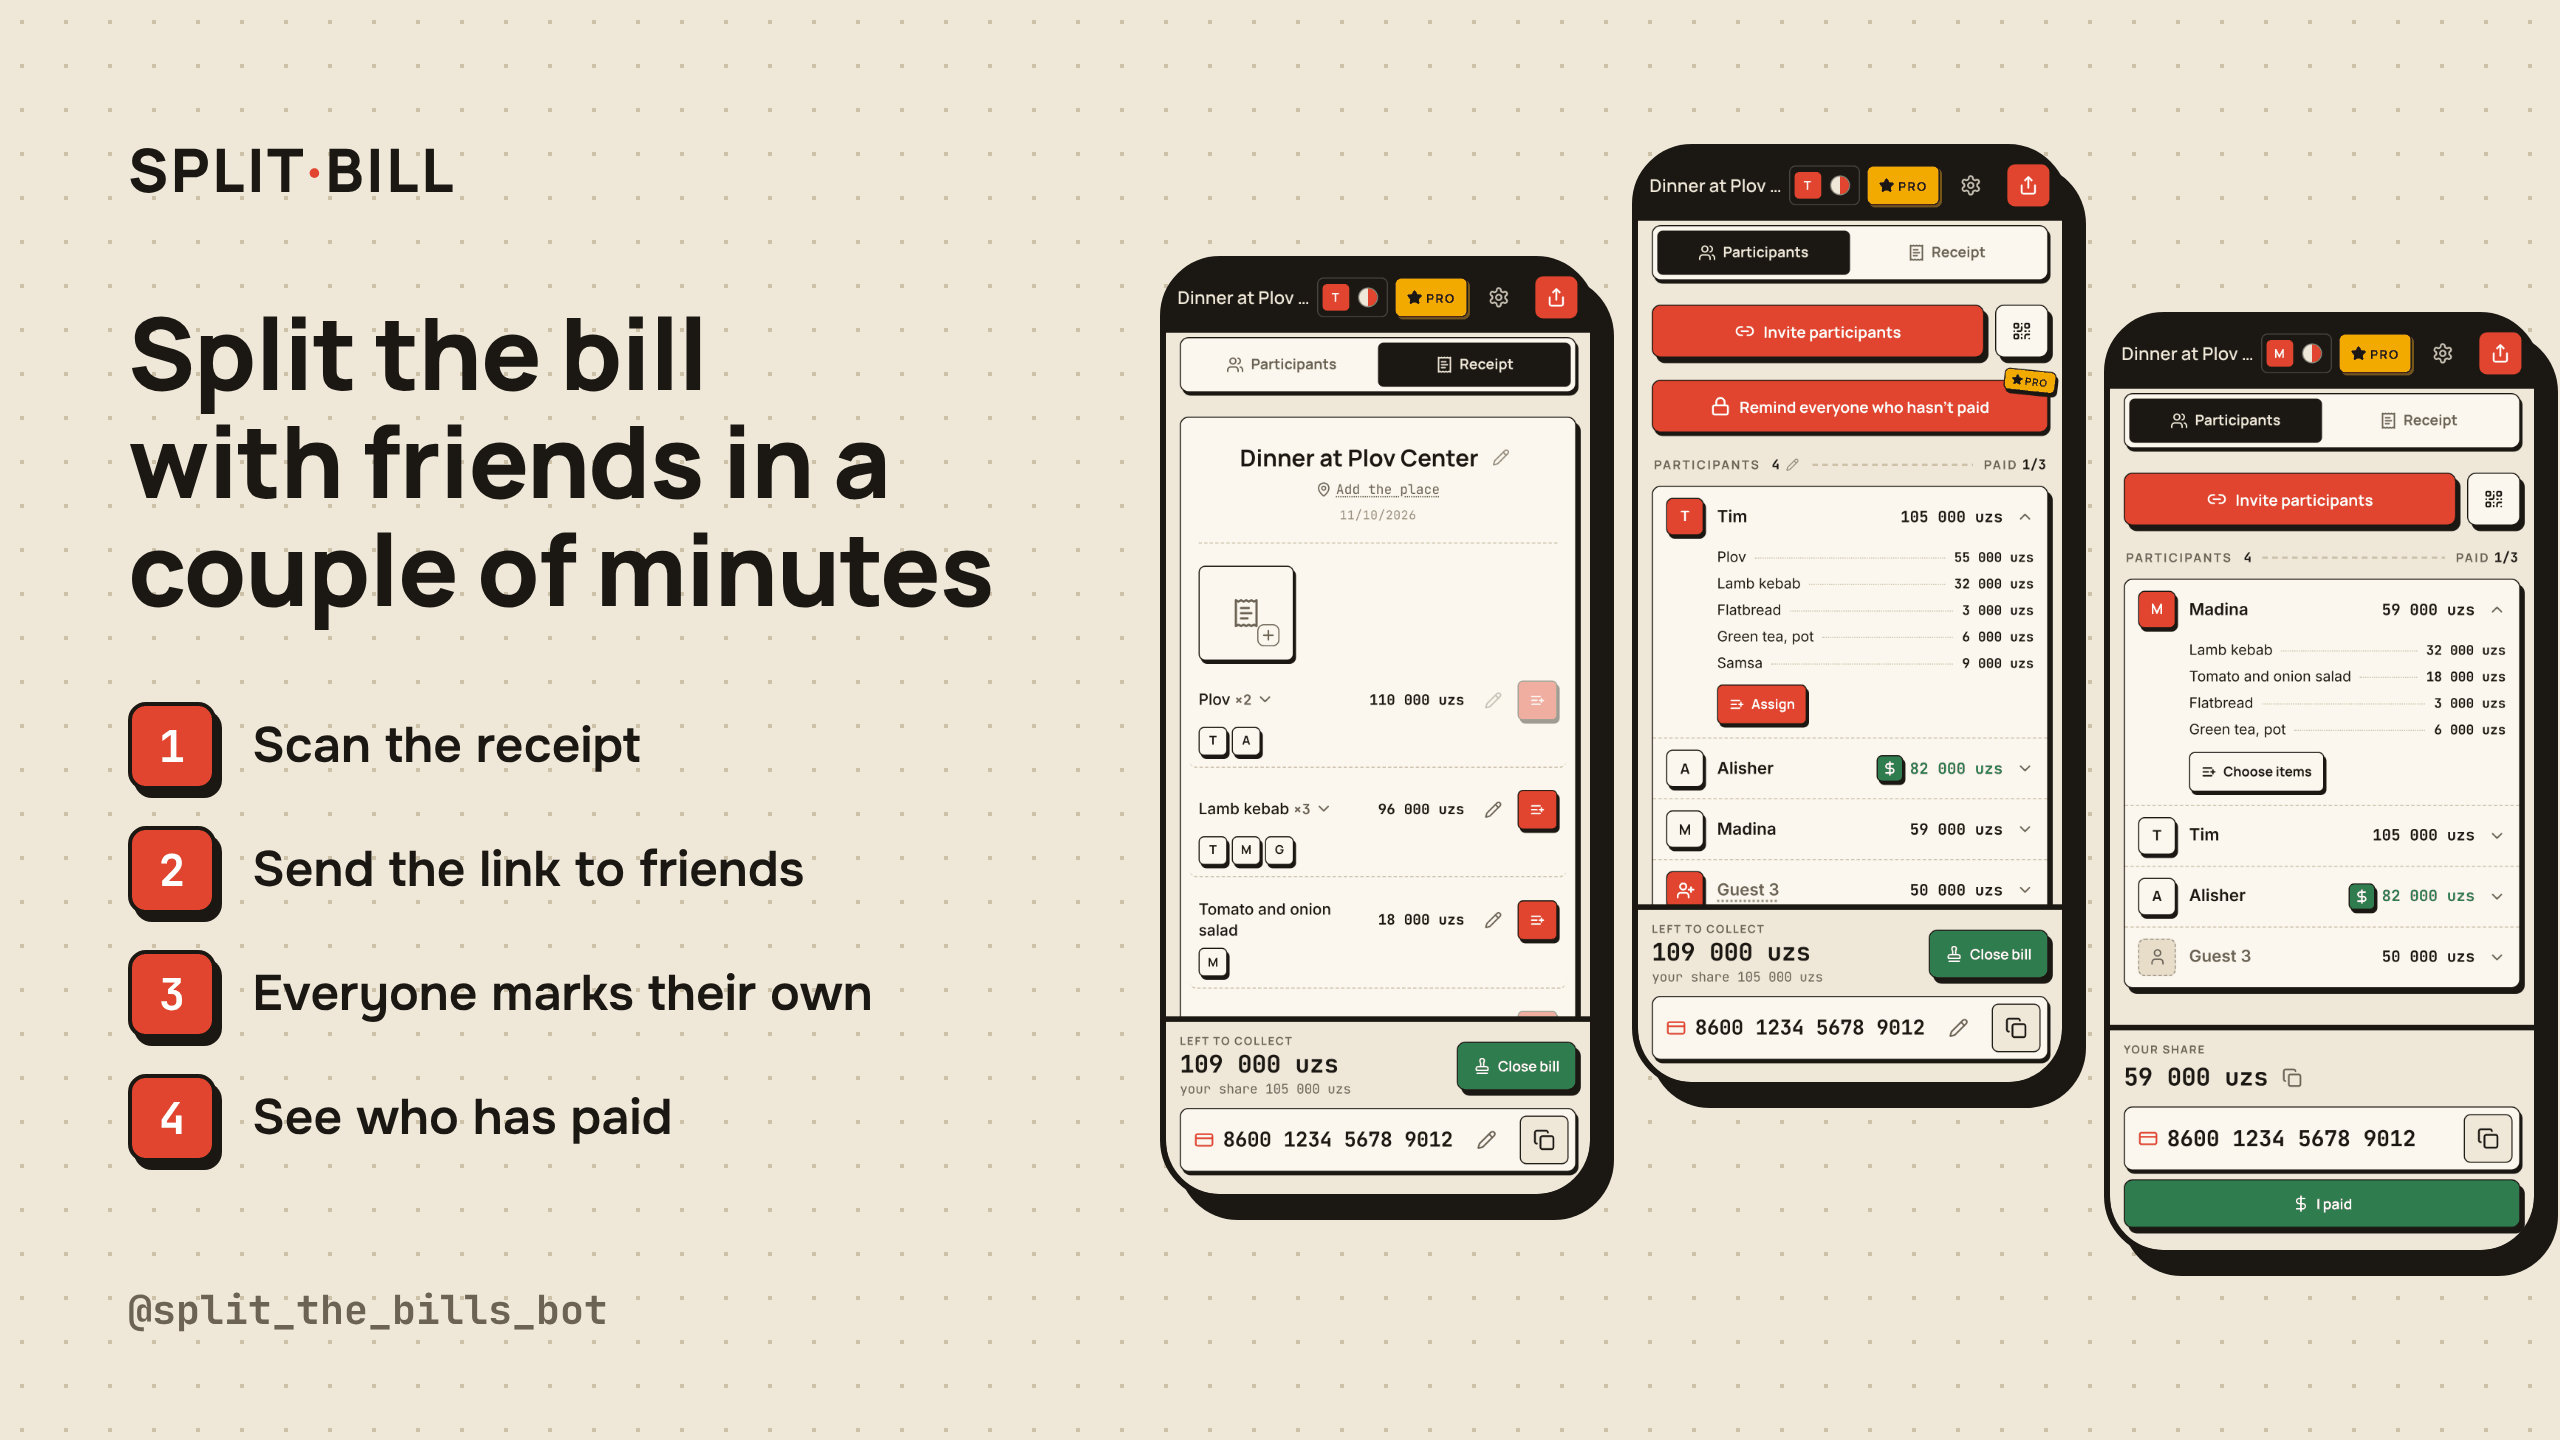 SPLIT·BILL
Split the bill
with friends in a
couple of minutes
1 Scan the receipt
2 Send the link to friends
3 Everyone marks their own
4 See who has paid
@split_the_bills_bot
Dinner at Plov ... T PRO
Participants Receipt
Dinner at Plov Center
Add the place
11/10/2026
Plov ×2 110 000 uzs
T A
Lamb kebab ×3 96 000 uzs
T M G
Tomato and onion
salad 18 000 uzs
M
LEFT TO COLLECT
109 000 uzs
your share 105 000 uzs
Close bill
8600 1234 5678 9012
Dinner at Plov ... T PRO
Participants Receipt
Invite participants
PRO
Remind everyone who hasn't paid
PARTICIPANTS 4 PAID 1/3
T Tim 105 000 uzs
Plov 55 000 uzs
Lamb kebab 32 000 uzs
Flatbread 3 000 uzs
Green tea, pot 6 000 uzs
Samsa 9 000 uzs
Assign
A Alisher $ 82 000 uzs
M Madina 59 000 uzs
Guest 3 50 000 uzs
LEFT TO COLLECT
109 000 uzs
your share 105 000 uzs
Close bill
8600 1234 5678 9012
Dinner at Plov ... M PRO
Participants Receipt
Invite participants
PARTICIPANTS 4 PAID 1/3
M Madina 59 000 uzs
Lamb kebab 32 000 uzs
Tomato and onion salad 18 000 uzs
Flatbread 3 000 uzs
Green tea, pot 6 000 uzs
Choose items
T Tim 105 000 uzs
A Alisher $ 82 000 uzs
Guest 3 50 000 uzs
YOUR SHARE
59 000 uzs
8600 1234 5678 9012
$ I paid